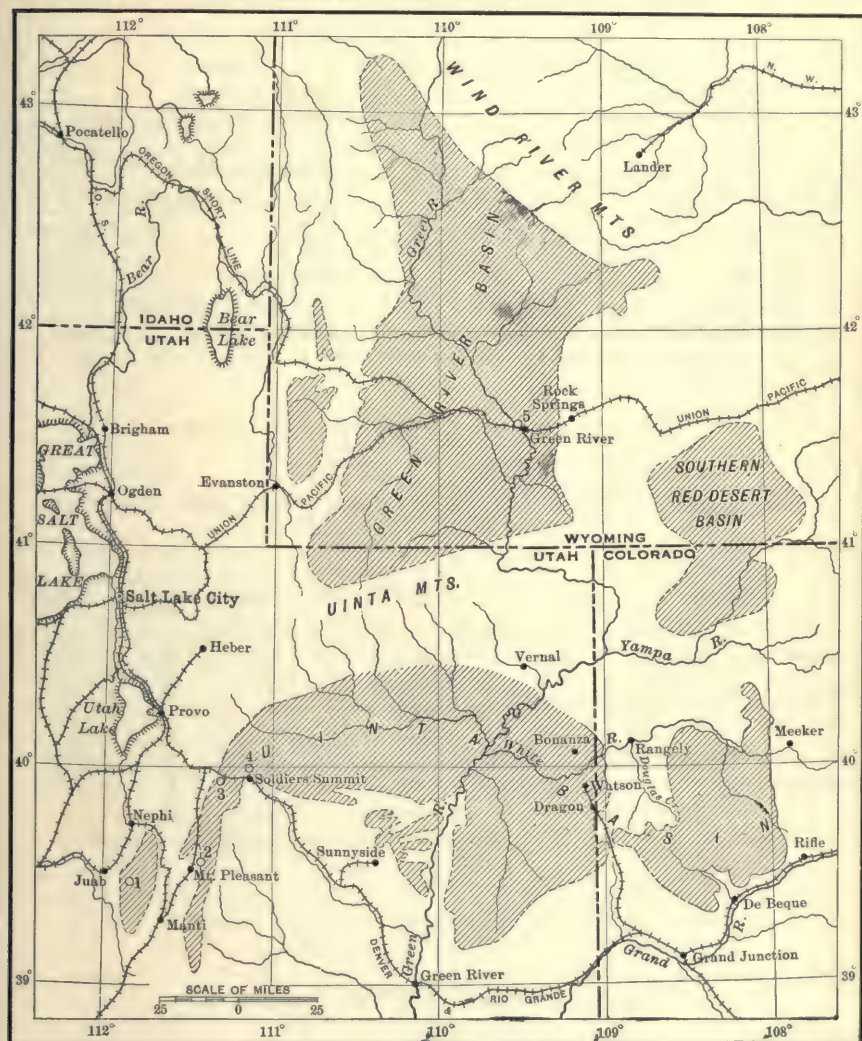 112° 111° 110° 109° 108°
43° 43°
WIND RIVER MTS
N. W.
Pocatello
Lander
OREGON SHORT LINE
O. S. L.
Bear R.
Green R.
GREEN RIVER BASIN
42° 42°
IDAHO
UTAH
Bear
Lake
Rock
Springs
5
Green River
UNION PACIFIC
Brigham
GREAT
SALT
LAKE
Ogden
Evanston
UNION PACIFIC
SOUTHERN
RED DESERT
BASIN
41° 41°
WYOMING
UTAH COLORADO
Salt Lake City
UINTA MTS.
Heber
Vernal
Yampa R.
Utah
Lake
Provo
UINTA BASIN
White R.
Bonanza
Rangely
Meeker
40° 40°
4
3
Soldiers Summit
Watson
Douglas C.
Dragon
Nephi
R.
Sunnyside
Rifle
2
Mt. Pleasant
Juab
1
De Beque
Manti
R.
DENVER
Green
Grand
Grand Junction
39° 39°
Green River
RIO GRANDE
SCALE OF MILES
25 0 25
112° 111° 110° 109° 108°